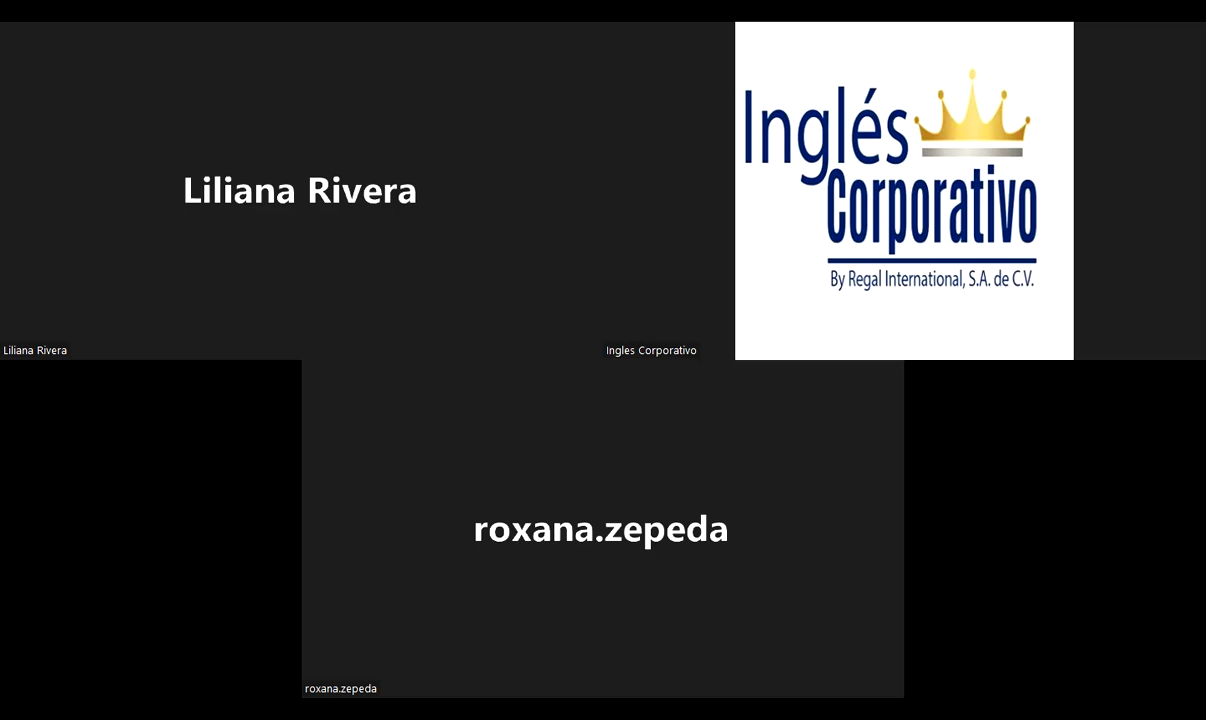 Liliana Rivera
Liliana Rivera
Inglés
Corporativo
By Regal International, S.A. de C.V.
Ingles Corporativo
roxana.zepeda
roxana.zepeda